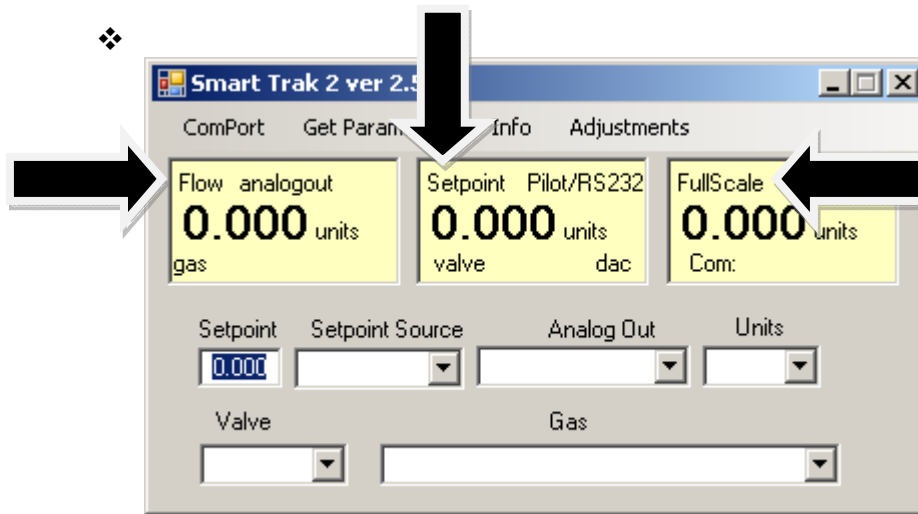 Smart Trak 2 ver 2.5
ComPort Get Param Info Adjustments
Flow analogout
0.000 units
gas
Setpoint Pilot/RS232
0.000 units
valve dac
FullScale
0.000 units
Com:
Setpoint Setpoint Source Analog Out Units
0.000
Valve Gas